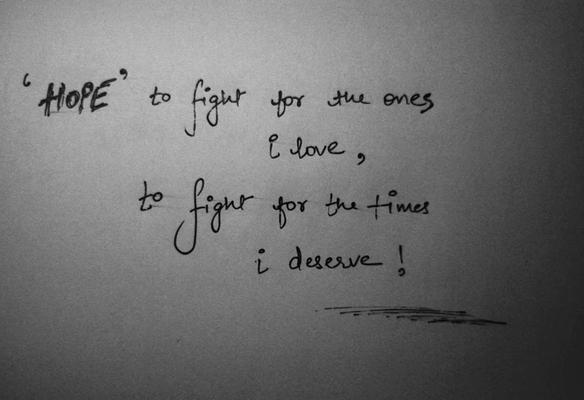 'HOPE' to fight for the ones
i love,
to fight for the times
i deserve!